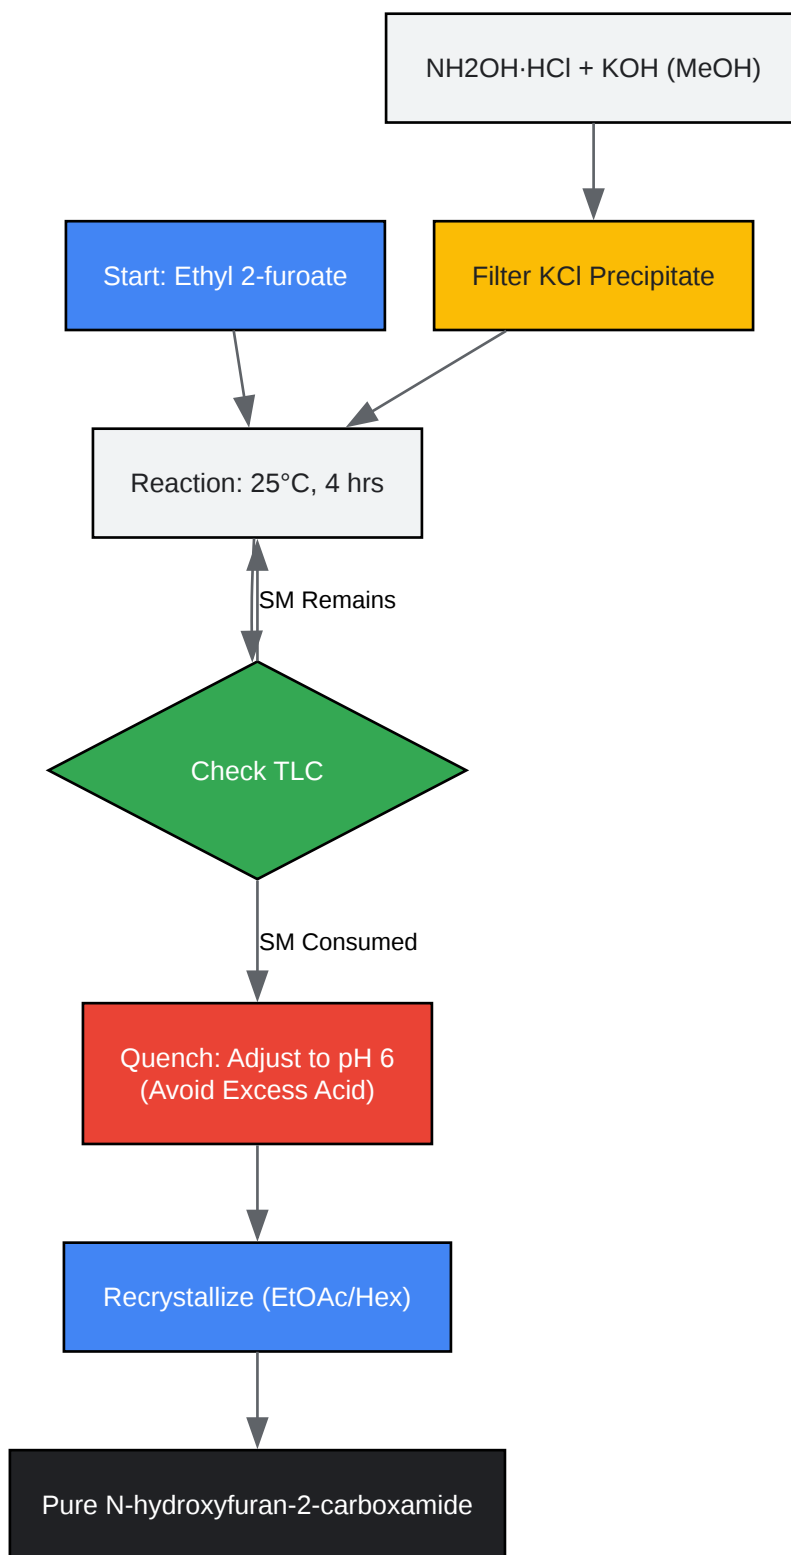 NH2OH·HCl + KOH (MeOH)
Start: Ethyl 2-furoate
Filter KCl Precipitate
Reaction: 25°C, 4 hrs
SM Remains
Check TLC
SM Consumed
Quench: Adjust to pH 6
(Avoid Excess Acid)
Recrystallize (EtOAc/Hex)
Pure N-hydroxyfuran-2-carboxamide